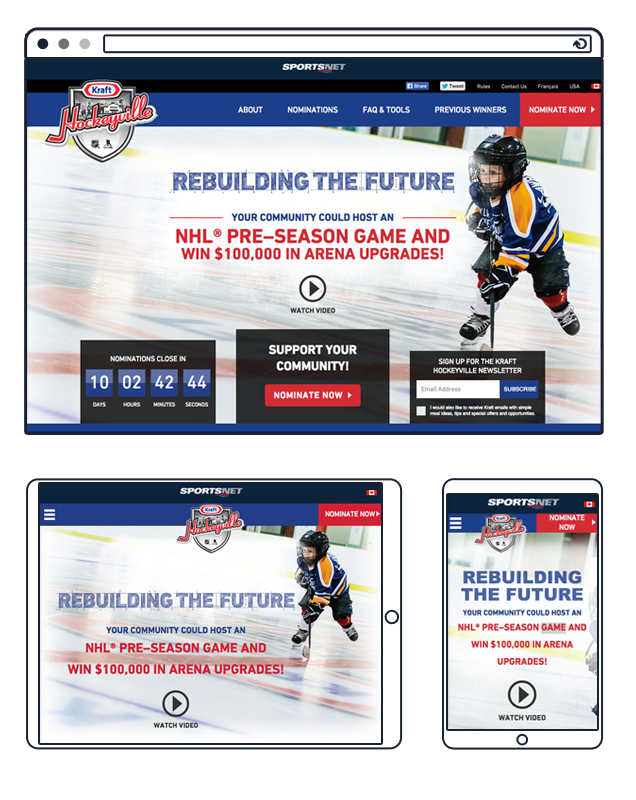 SPORTSNET
Share
Tweet
Rules
Contact Us
Français
USA
Kraft
Hockeyville
ABOUT
NOMINATIONS
FAQ & TOOLS
PREVIOUS WINNERS
NOMINATE NOW
REBUILDING THE FUTURE
YOUR COMMUNITY COULD HOST AN
NHL® PRE–SEASON GAME AND
WIN $100,000 IN ARENA UPGRADES!
WATCH VIDEO
NOMINATIONS CLOSE IN
10 02 42 44
DAYS HOURS MINUTES SECONDS
SUPPORT YOUR
COMMUNITY!
NOMINATE NOW
SIGN UP FOR THE KRAFT
HOCKEYVILLE NEWSLETTER
Email Address
SUBSCRIBE
I would also like to receive Kraft emails with simple
meal ideas, tips and special offers and opportunities.
SPORTSNET
Kraft
Hockeyville
NOMINATE NOW
REBUILDING THE FUTURE
YOUR COMMUNITY COULD HOST AN
NHL® PRE–SEASON GAME AND
WIN $100,000 IN ARENA UPGRADES!
WATCH VIDEO
SPORTSNET
Kraft
Hockeyville
NOMINATE
NOW
REBUILDING
THE FUTURE
YOUR COMMUNITY COULD HOST AN
NHL® PRE–SEASON GAME AND
WIN $100,000 IN ARENA
UPGRADES!
WATCH VIDEO